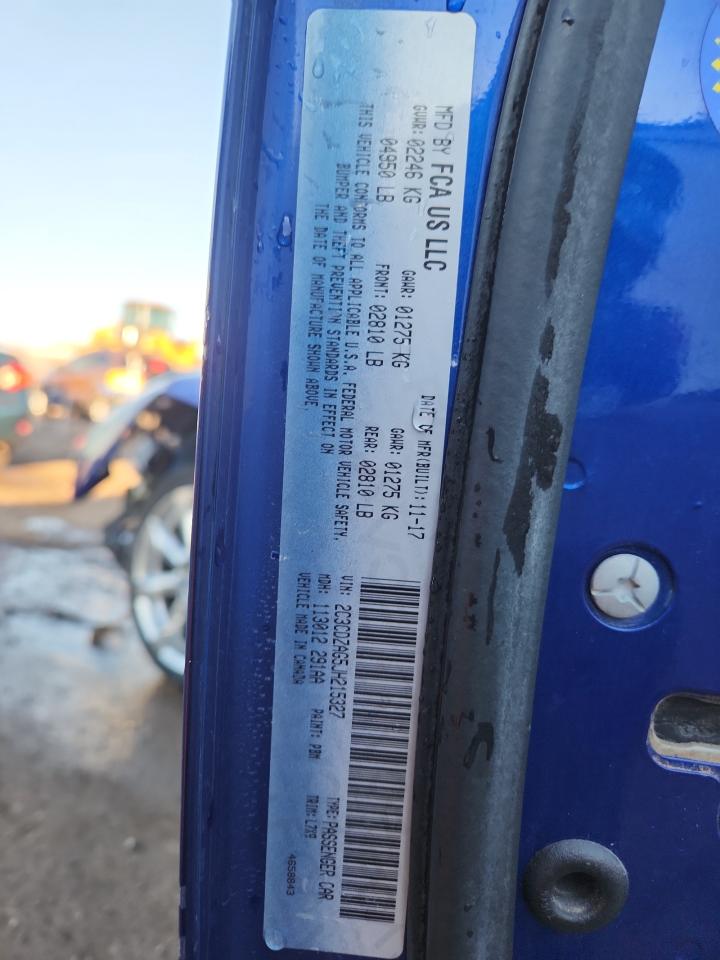 MFD BY FCA US LLC
DATE OF MFR(BUILT): 11-17
GVWR: 02246 KG
GAWR: 01275 KG
GAWR: 01275 KG
04950 LB
FRONT: 02810 LB
REAR: 02810 LB
THIS VEHICLE CONFORMS TO ALL APPLICABLE U.S.A. FEDERAL MOTOR VEHICLE SAFETY,
BUMPER AND THEFT PREVENTION STANDARDS IN EFFECT ON
THE DATE OF MANUFACTURE SHOWN ABOVE.
VIN: 2C3CDZAG5JH215327
TYPE: PASSENGER CAR
MDH: 113012 291AA
PAINT: PBM
TRIM: L7X9
VEHICLE MADE IN CANADA
4658843